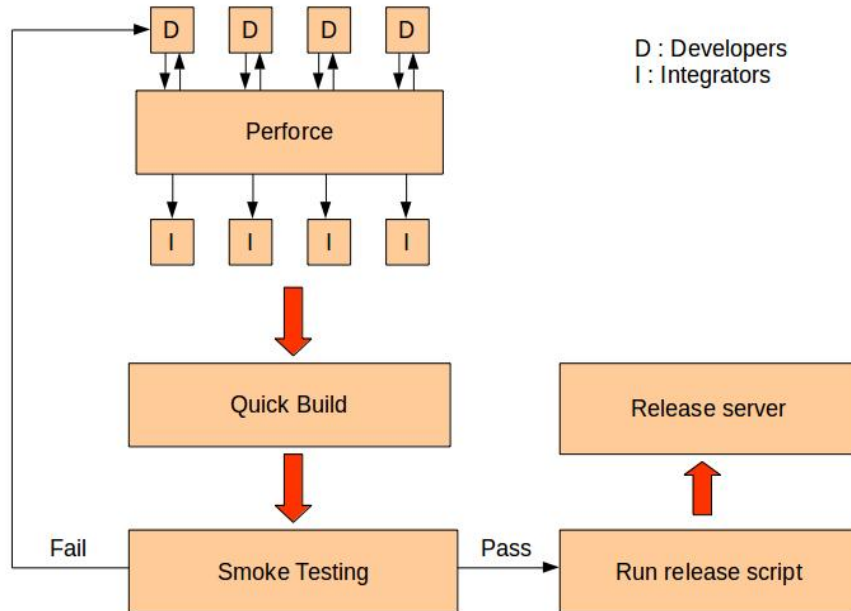 D D D D
D : Developers
I : Integrators
Perforce
I I I I
Quick Build
Release server
Fail
Smoke Testing
Pass
Run release script